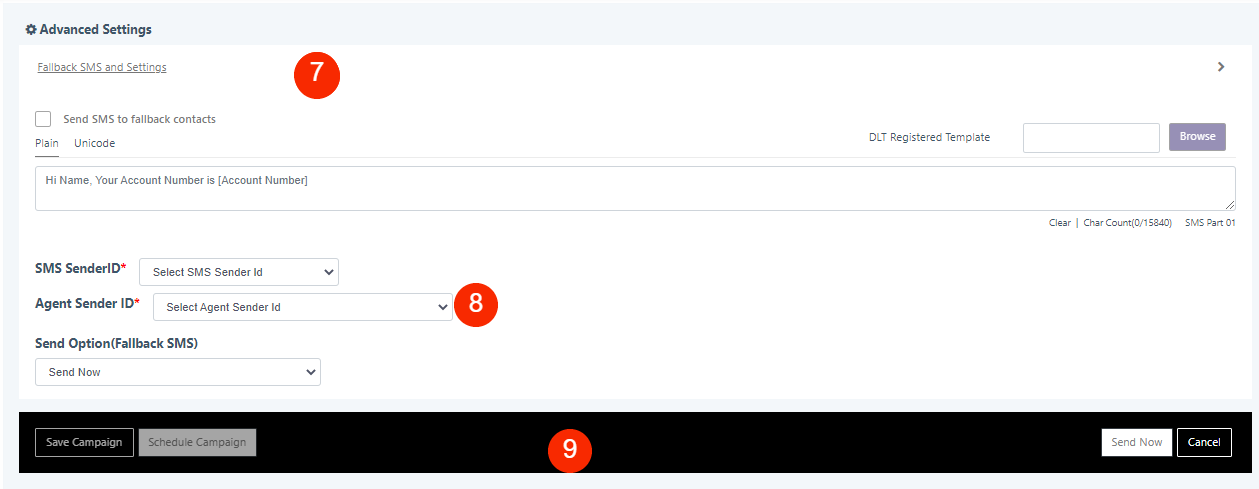 Advanced Settings
Fallback SMS and Settings
7
Send SMS to fallback contacts
Plain Unicode
DLT Registered Template Browse
Hi Name, Your Account Number is [Account Number]
Clear | Char Count(0/15840) SMS Part 01
SMS SenderID* Select SMS Sender Id
Agent Sender ID* Select Agent Sender Id
8
Send Option(Fallback SMS)
Send Now
Save Campaign Schedule Campaign 9 Send Now Cancel